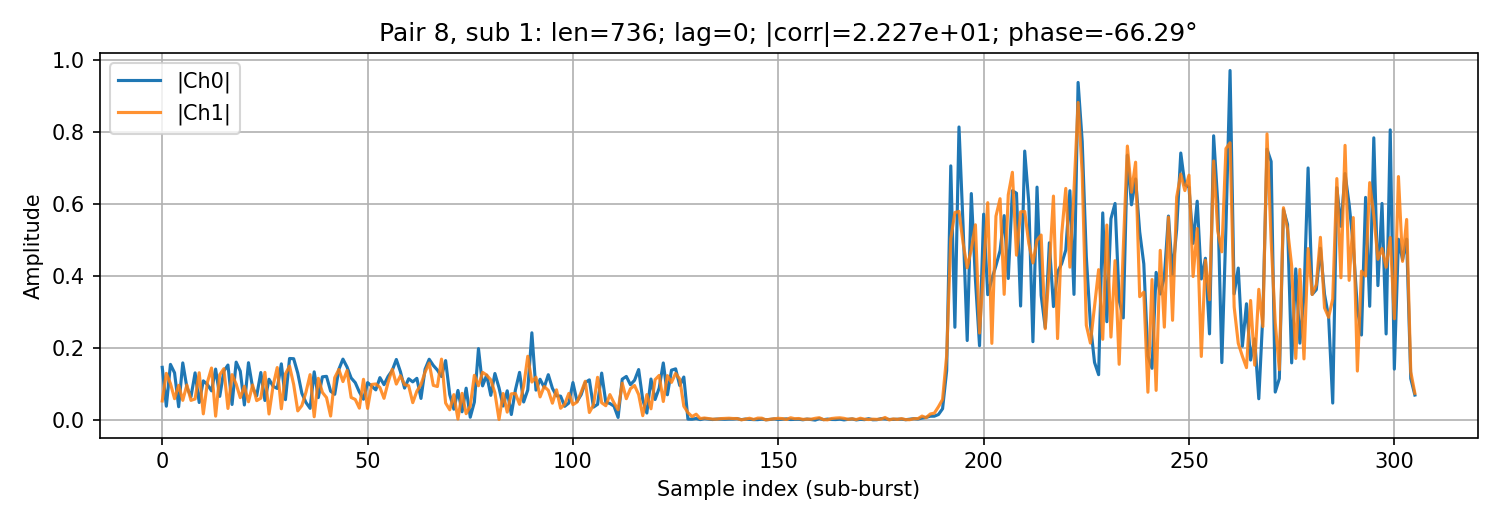 Pair 8, sub 1: len=736; lag=0; |corr|=2.227e+01; phase=-66.29°
|Ch0|
|Ch1|
Amplitude
1.0
0.8
0.6
0.4
0.2
0.0
0 50 100 150 200 250 300
Sample index (sub-burst)